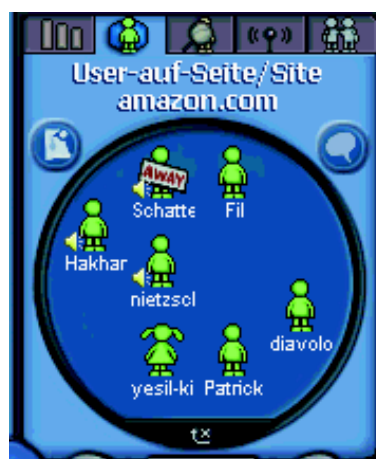 User-auf-Seite/Site
amazon.com
AWAY
Schatte Fil
Hakhar
nietzscl
diavolo
yesil-ki Patrick